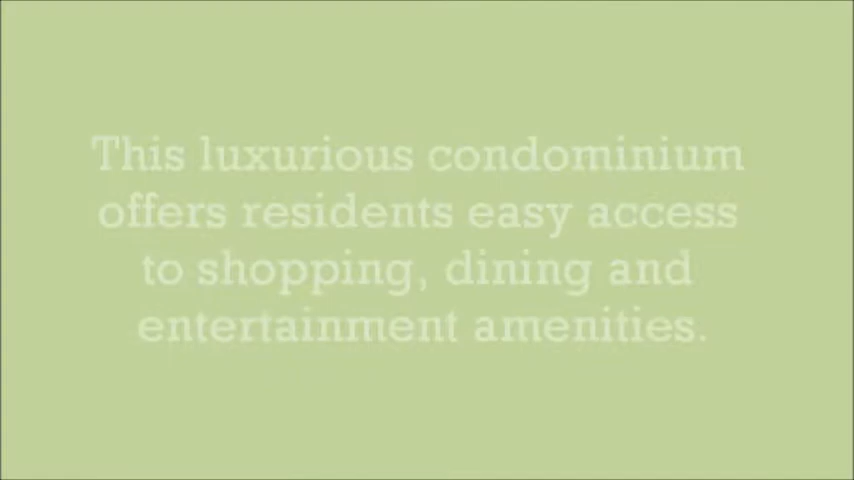 This luxurious condominium
offers residents easy access
to shopping, dining and
entertainment amenities.